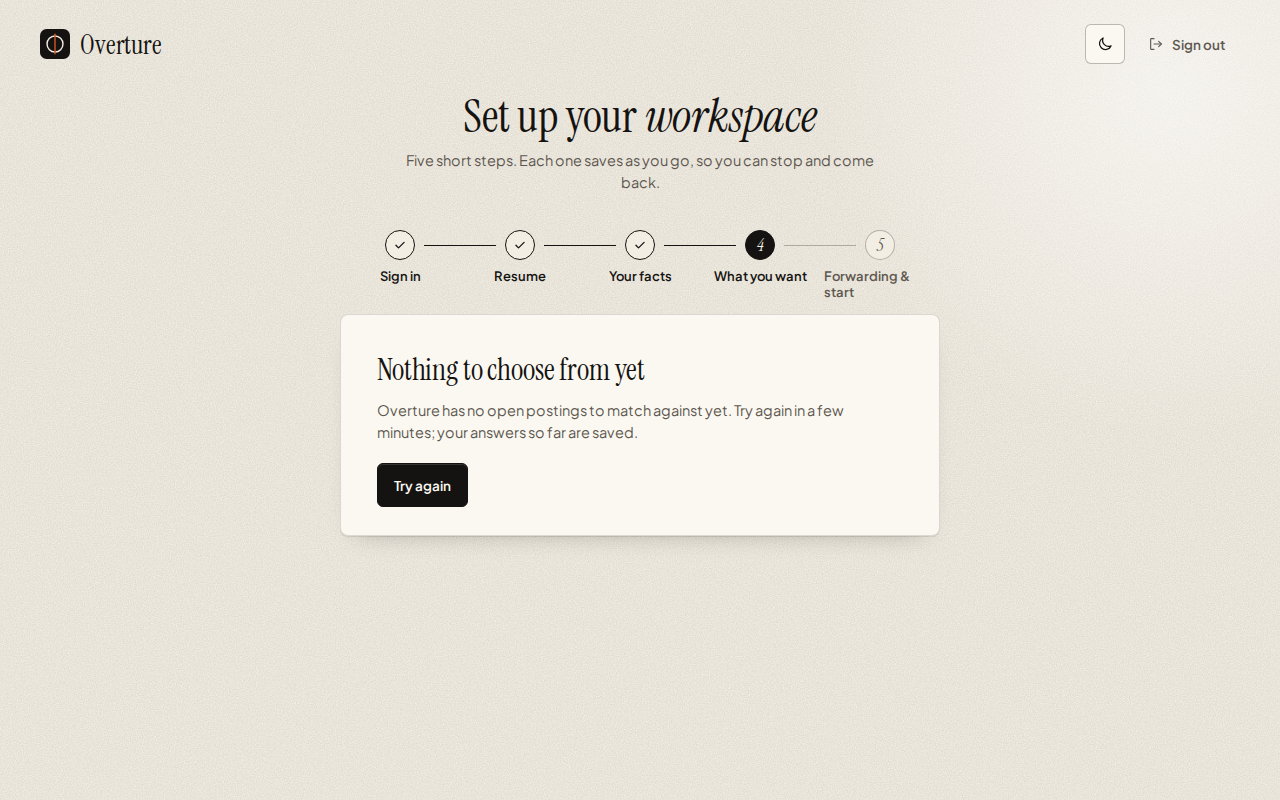 Overture
Sign out
Set up your workspace
Five short steps. Each one saves as you go, so you can stop and come
back.
4
5
Sign in
Resume
Your facts
What you want
Forwarding &
start
Nothing to choose from yet
Overture has no open postings to match against yet. Try again in a few
minutes; your answers so far are saved.
Try again